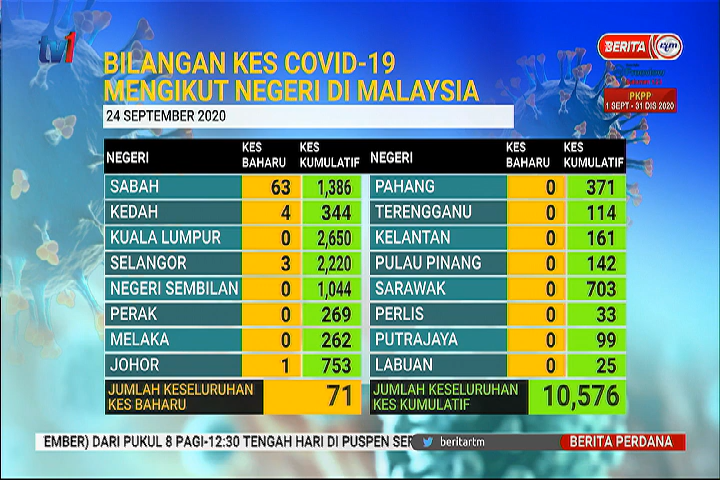 tv1
BERITA rtm
BILANGAN KES COVID-19
MENGIKUT NEGERI DI MALAYSIA
PKPP
1 SEPT - 31 DIS 2020
24 SEPTEMBER 2020
NEGERI KES BAHARU KES KUMULATIF NEGERI KES BAHARU KES KUMULATIF
SABAH 63 1,386 PAHANG 0 371
KEDAH 4 344 TERENGGANU 0 114
KUALA LUMPUR 0 2,650 KELANTAN 0 161
SELANGOR 3 2,220 PULAU PINANG 0 142
NEGERI SEMBILAN 0 1,044 SARAWAK 0 703
PERAK 0 269 PERLIS 0 33
MELAKA 0 262 PUTRAJAYA 0 99
JOHOR 1 753 LABUAN 0 25
JUMLAH KESELURUHAN KES BAHARU 71 JUMLAH KESELURUHAN KES KUMULATIF 10,576
EMBER) DARI PUKUL 8 PAGI-12:30 TENGAH HARI DI PUSPEN SER beritartm BERITA PERDANA